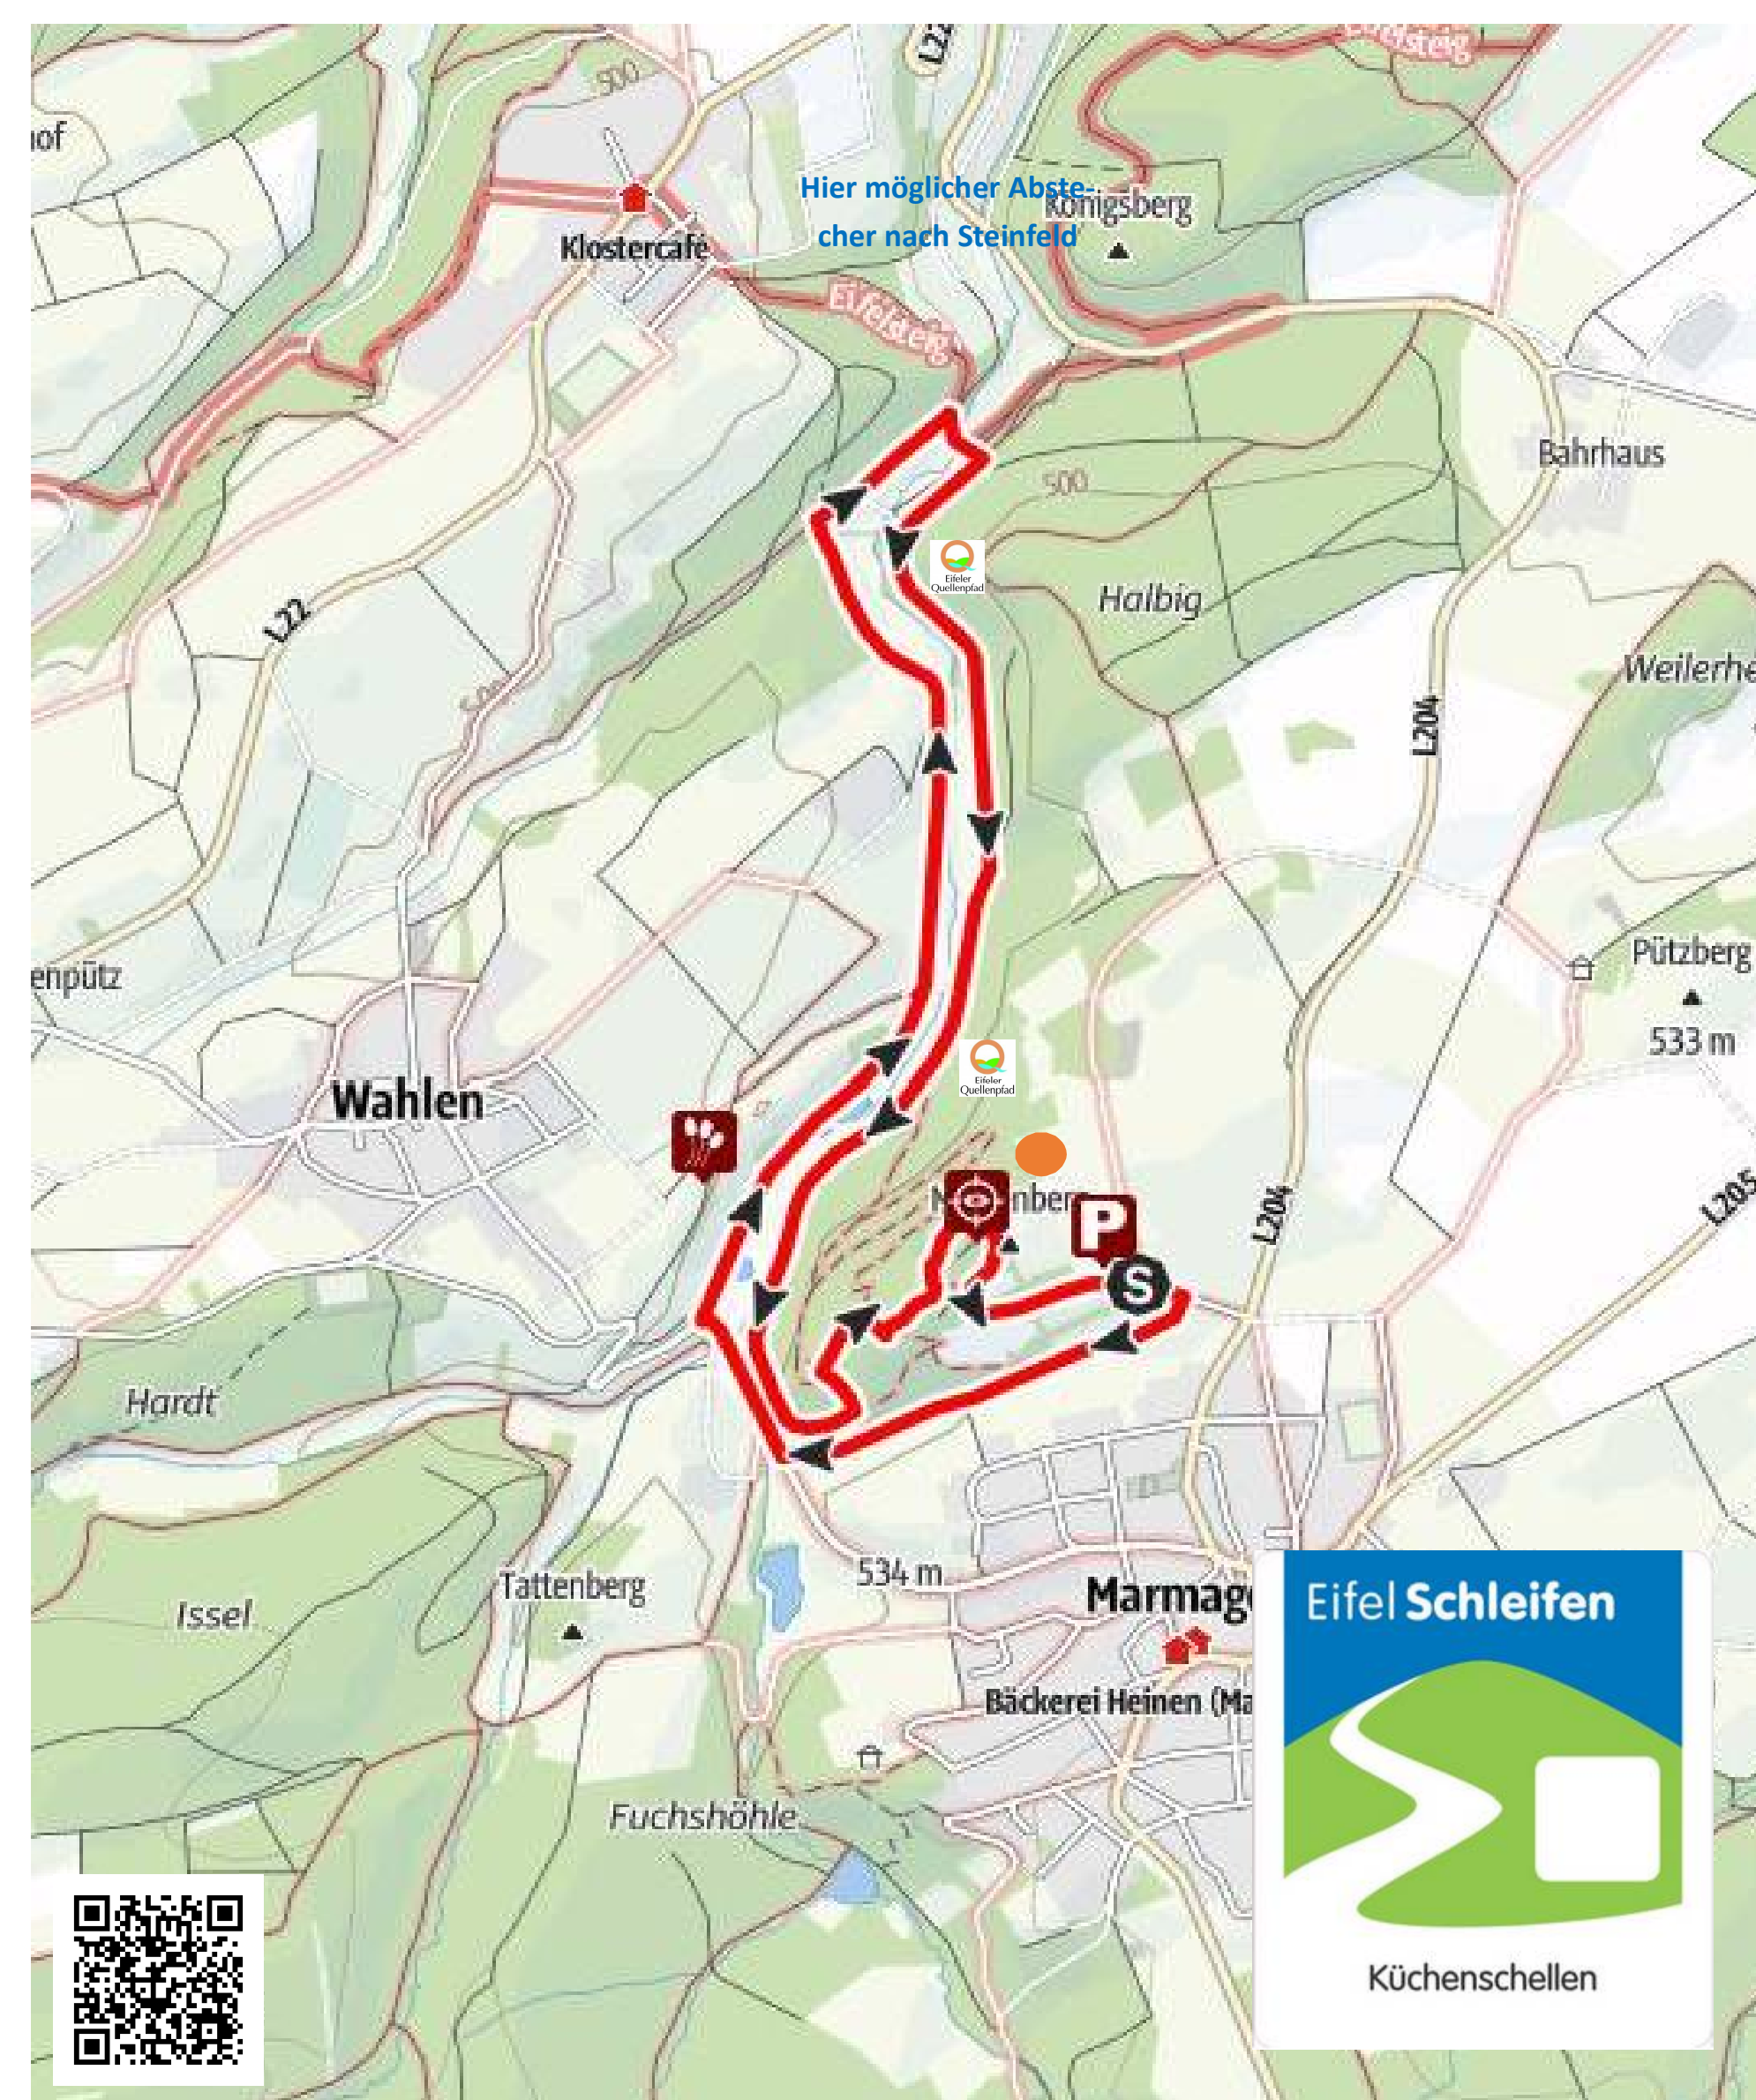 L22
Eifelsteig
500
hof
Hier möglicher Abste-
cher nach Steinfeld
Königsberg
Klostercafé
Eifelsteig
Bahrhaus
500
Eifeler
Quellenpfad
Halbig
L22
Weilerhe
L204
enpütz
Pützberg
533 m
Wahlen
Eifeler
Quellenpfad
P
L204
L205
S
Hardt
534 m
Tattenberg
Marmag
Issel
Eifel Schleifen
Bäckerei Heinen (Ma
Fuchshöhle
Küchenschellen